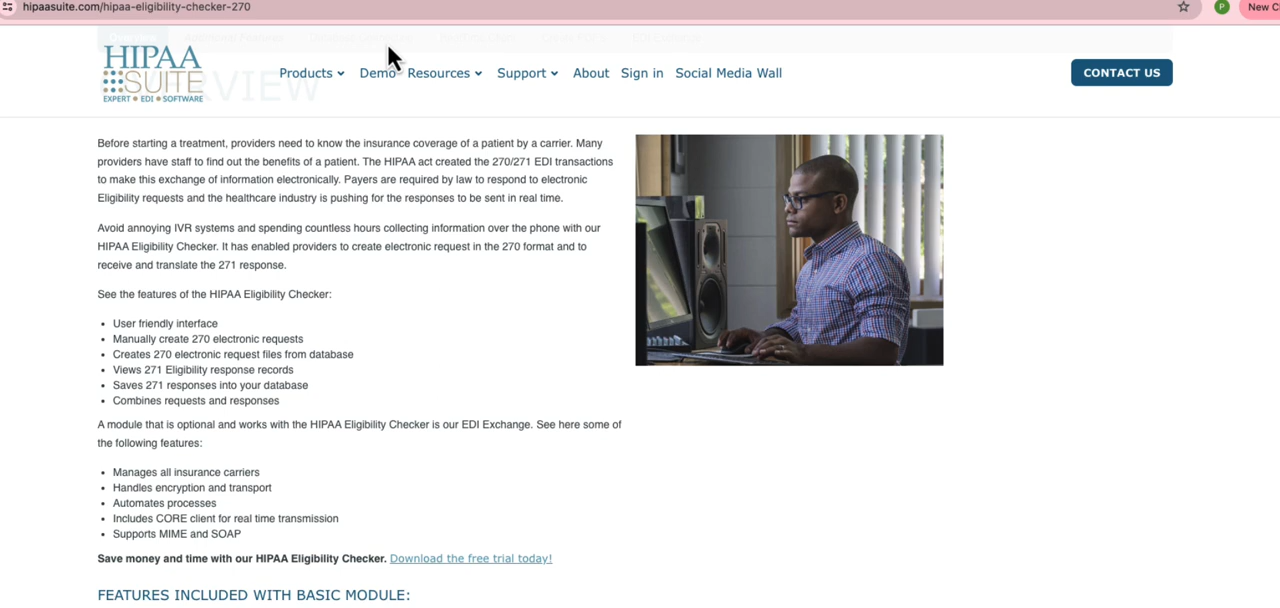 hipaasuite.com/hipaa-eligibility-checker-270
P
New C
HIPAA
SUITE
EXPERT • EDI • SOFTWARE
Products
Demo
Resources
Support
About
Sign in
Social Media Wall
CONTACT US
Before starting a treatment, providers need to know the insurance coverage of a patient by a carrier. Many
providers have staff to find out the benefits of a patient. The HIPAA act created the 270/271 EDI transactions
to make this exchange of information electronically. Payers are required by law to respond to electronic
Eligibility requests and the healthcare industry is pushing for the responses to be sent in real time.
Avoid annoying IVR systems and spending countless hours collecting information over the phone with our
HIPAA Eligibility Checker. It has enabled providers to create electronic request in the 270 format and to
receive and translate the 271 response.
See the features of the HIPAA Eligibility Checker:
• User friendly interface
• Manually create 270 electronic requests
• Creates 270 electronic request files from database
• Views 271 Eligibility response records
• Saves 271 responses into your database
• Combines requests and responses
A module that is optional and works with the HIPAA Eligibility Checker is our EDI Exchange. See here some of
the following features:
• Manages all insurance carriers
• Handles encryption and transport
• Automates processes
• Includes CORE client for real time transmission
• Supports MIME and SOAP
Save money and time with our HIPAA Eligibility Checker. Download the free trial today!
FEATURES INCLUDED WITH BASIC MODULE: